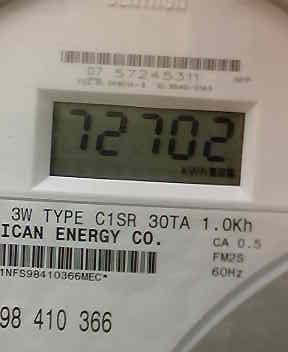 07 57245311
72702
KWH
3W TYPE C1SR 30TA 1.0Kh
ICAN ENERGY CO.
CA 0.5
FM2S
60Hz
1NFS98410366MEC*
98 410 366